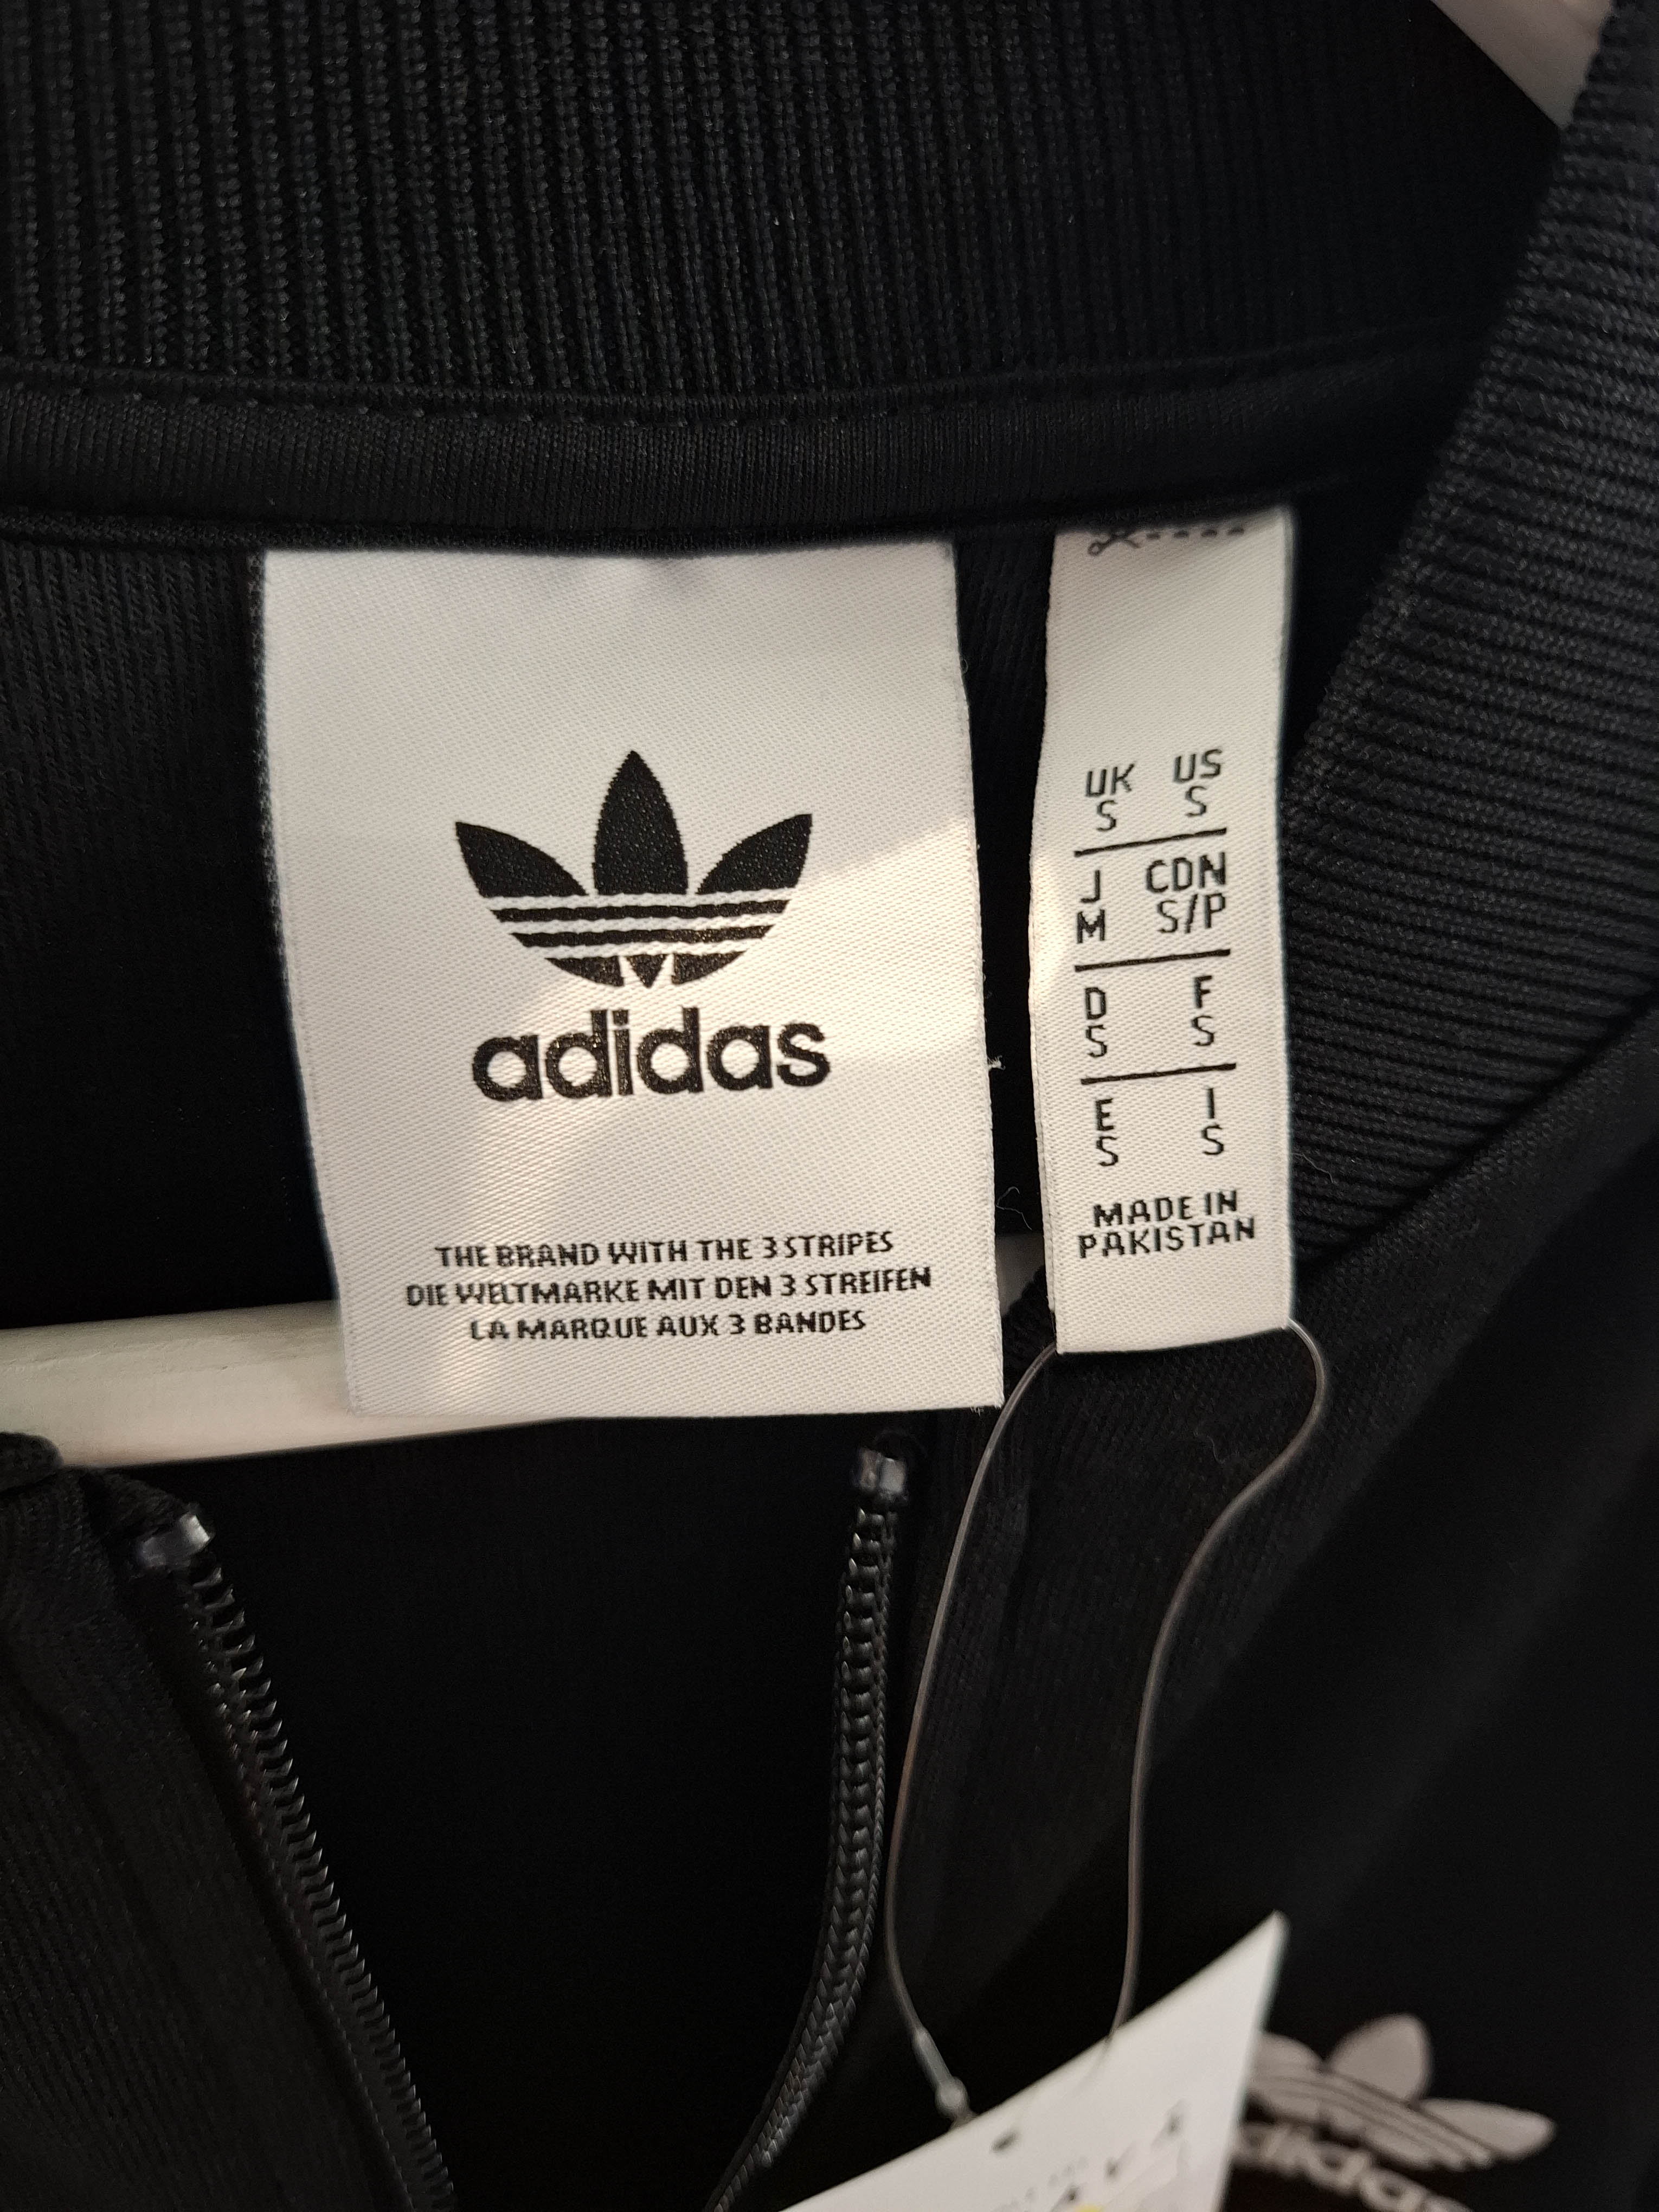 adidas
THE BRAND WITH THE 3 STRIPES
DIE WELTMARKE MIT DEN 3 STREIFEN
LA MARQUE AUX 3 BANDES
UK US
S S
J CDN
M S/P
D F
S S
E I
S S
MADE IN
PAKISTAN
adidas